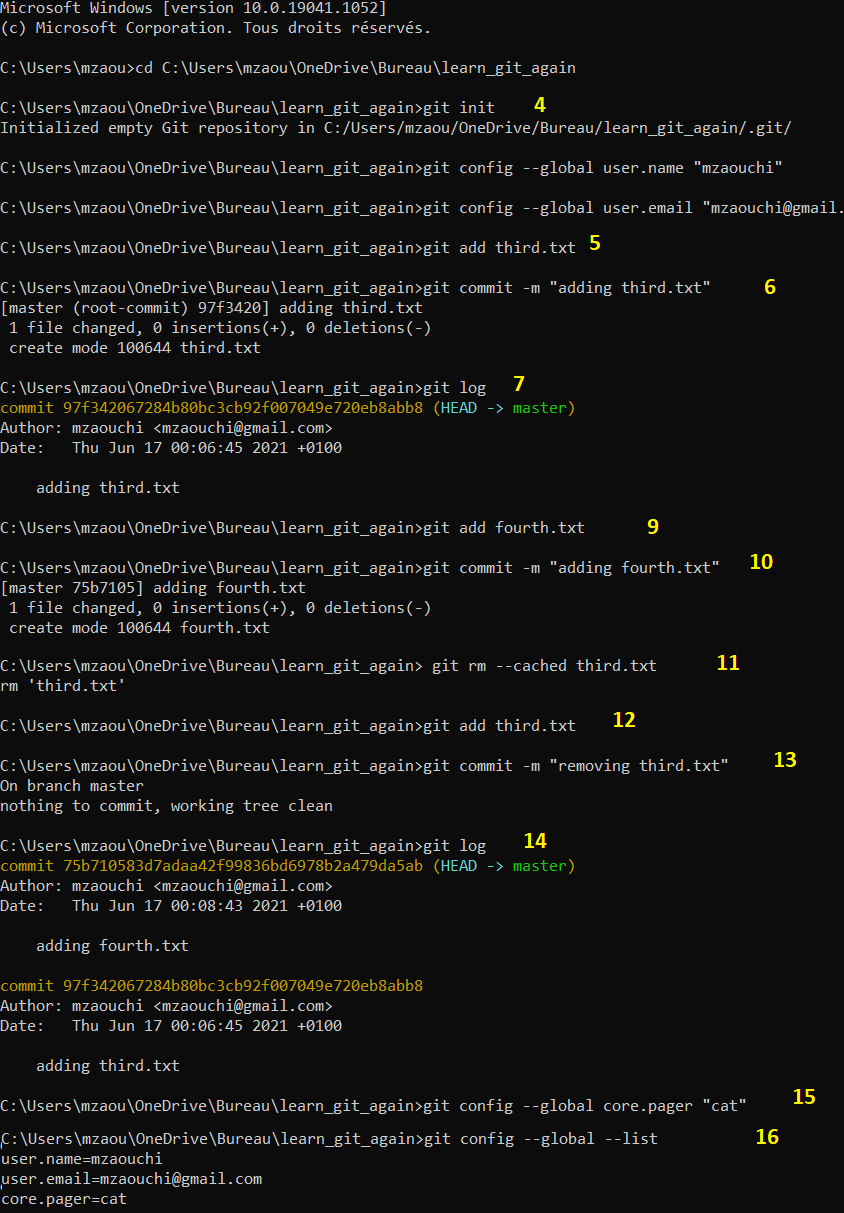 Microsoft Windows [version 10.0.19041.1052]
(c) Microsoft Corporation. Tous droits réservés.
C:\Users\mzaou>cd C:\Users\mzaou\OneDrive\Bureau\learn_git_again
C:\Users\mzaou\OneDrive\Bureau\learn_git_again>git init 4
Initialized empty Git repository in C:/Users/mzaou/OneDrive/Bureau/learn_git_again/.git/
C:\Users\mzaou\OneDrive\Bureau\learn_git_again>git config --global user.name "mzaouchi"
C:\Users\mzaou\OneDrive\Bureau\learn_git_again>git config --global user.email "mzaouchi@gmail.
C:\Users\mzaou\OneDrive\Bureau\learn_git_again>git add third.txt 5
C:\Users\mzaou\OneDrive\Bureau\learn_git_again>git commit -m "adding third.txt" 6
[master (root-commit) 97f3420] adding third.txt
1 file changed, 0 insertions(+), 0 deletions(-)
create mode 100644 third.txt
C:\Users\mzaou\OneDrive\Bureau\learn_git_again>git log 7
commit 97f342067284b80bc3cb92f007049e720eb8abb8 (HEAD -> master)
Author: mzaouchi <mzaouchi@gmail.com>
Date: Thu Jun 17 00:06:45 2021 +0100
adding third.txt
C:\Users\mzaou\OneDrive\Bureau\learn_git_again>git add fourth.txt 9
C:\Users\mzaou\OneDrive\Bureau\learn_git_again>git commit -m "adding fourth.txt" 10
[master 75b7105] adding fourth.txt
1 file changed, 0 insertions(+), 0 deletions(-)
create mode 100644 fourth.txt
C:\Users\mzaou\OneDrive\Bureau\learn_git_again> git rm --cached third.txt 11
rm 'third.txt'
C:\Users\mzaou\OneDrive\Bureau\learn_git_again>git add third.txt 12
C:\Users\mzaou\OneDrive\Bureau\learn_git_again>git commit -m "removing third.txt" 13
On branch master
nothing to commit, working tree clean
C:\Users\mzaou\OneDrive\Bureau\learn_git_again>git log 14
commit 75b710583d7adaa42f99836bd6978b2a479da5ab (HEAD -> master)
Author: mzaouchi <mzaouchi@gmail.com>
Date: Thu Jun 17 00:08:43 2021 +0100
adding fourth.txt
commit 97f342067284b80bc3cb92f007049e720eb8abb8
Author: mzaouchi <mzaouchi@gmail.com>
Date: Thu Jun 17 00:06:45 2021 +0100
adding third.txt
C:\Users\mzaou\OneDrive\Bureau\learn_git_again>git config --global core.pager "cat" 15
C:\Users\mzaou\OneDrive\Bureau\learn_git_again>git config --global --list 16
user.name=mzaouchi
user.email=mzaouchi@gmail.com
core.pager=cat